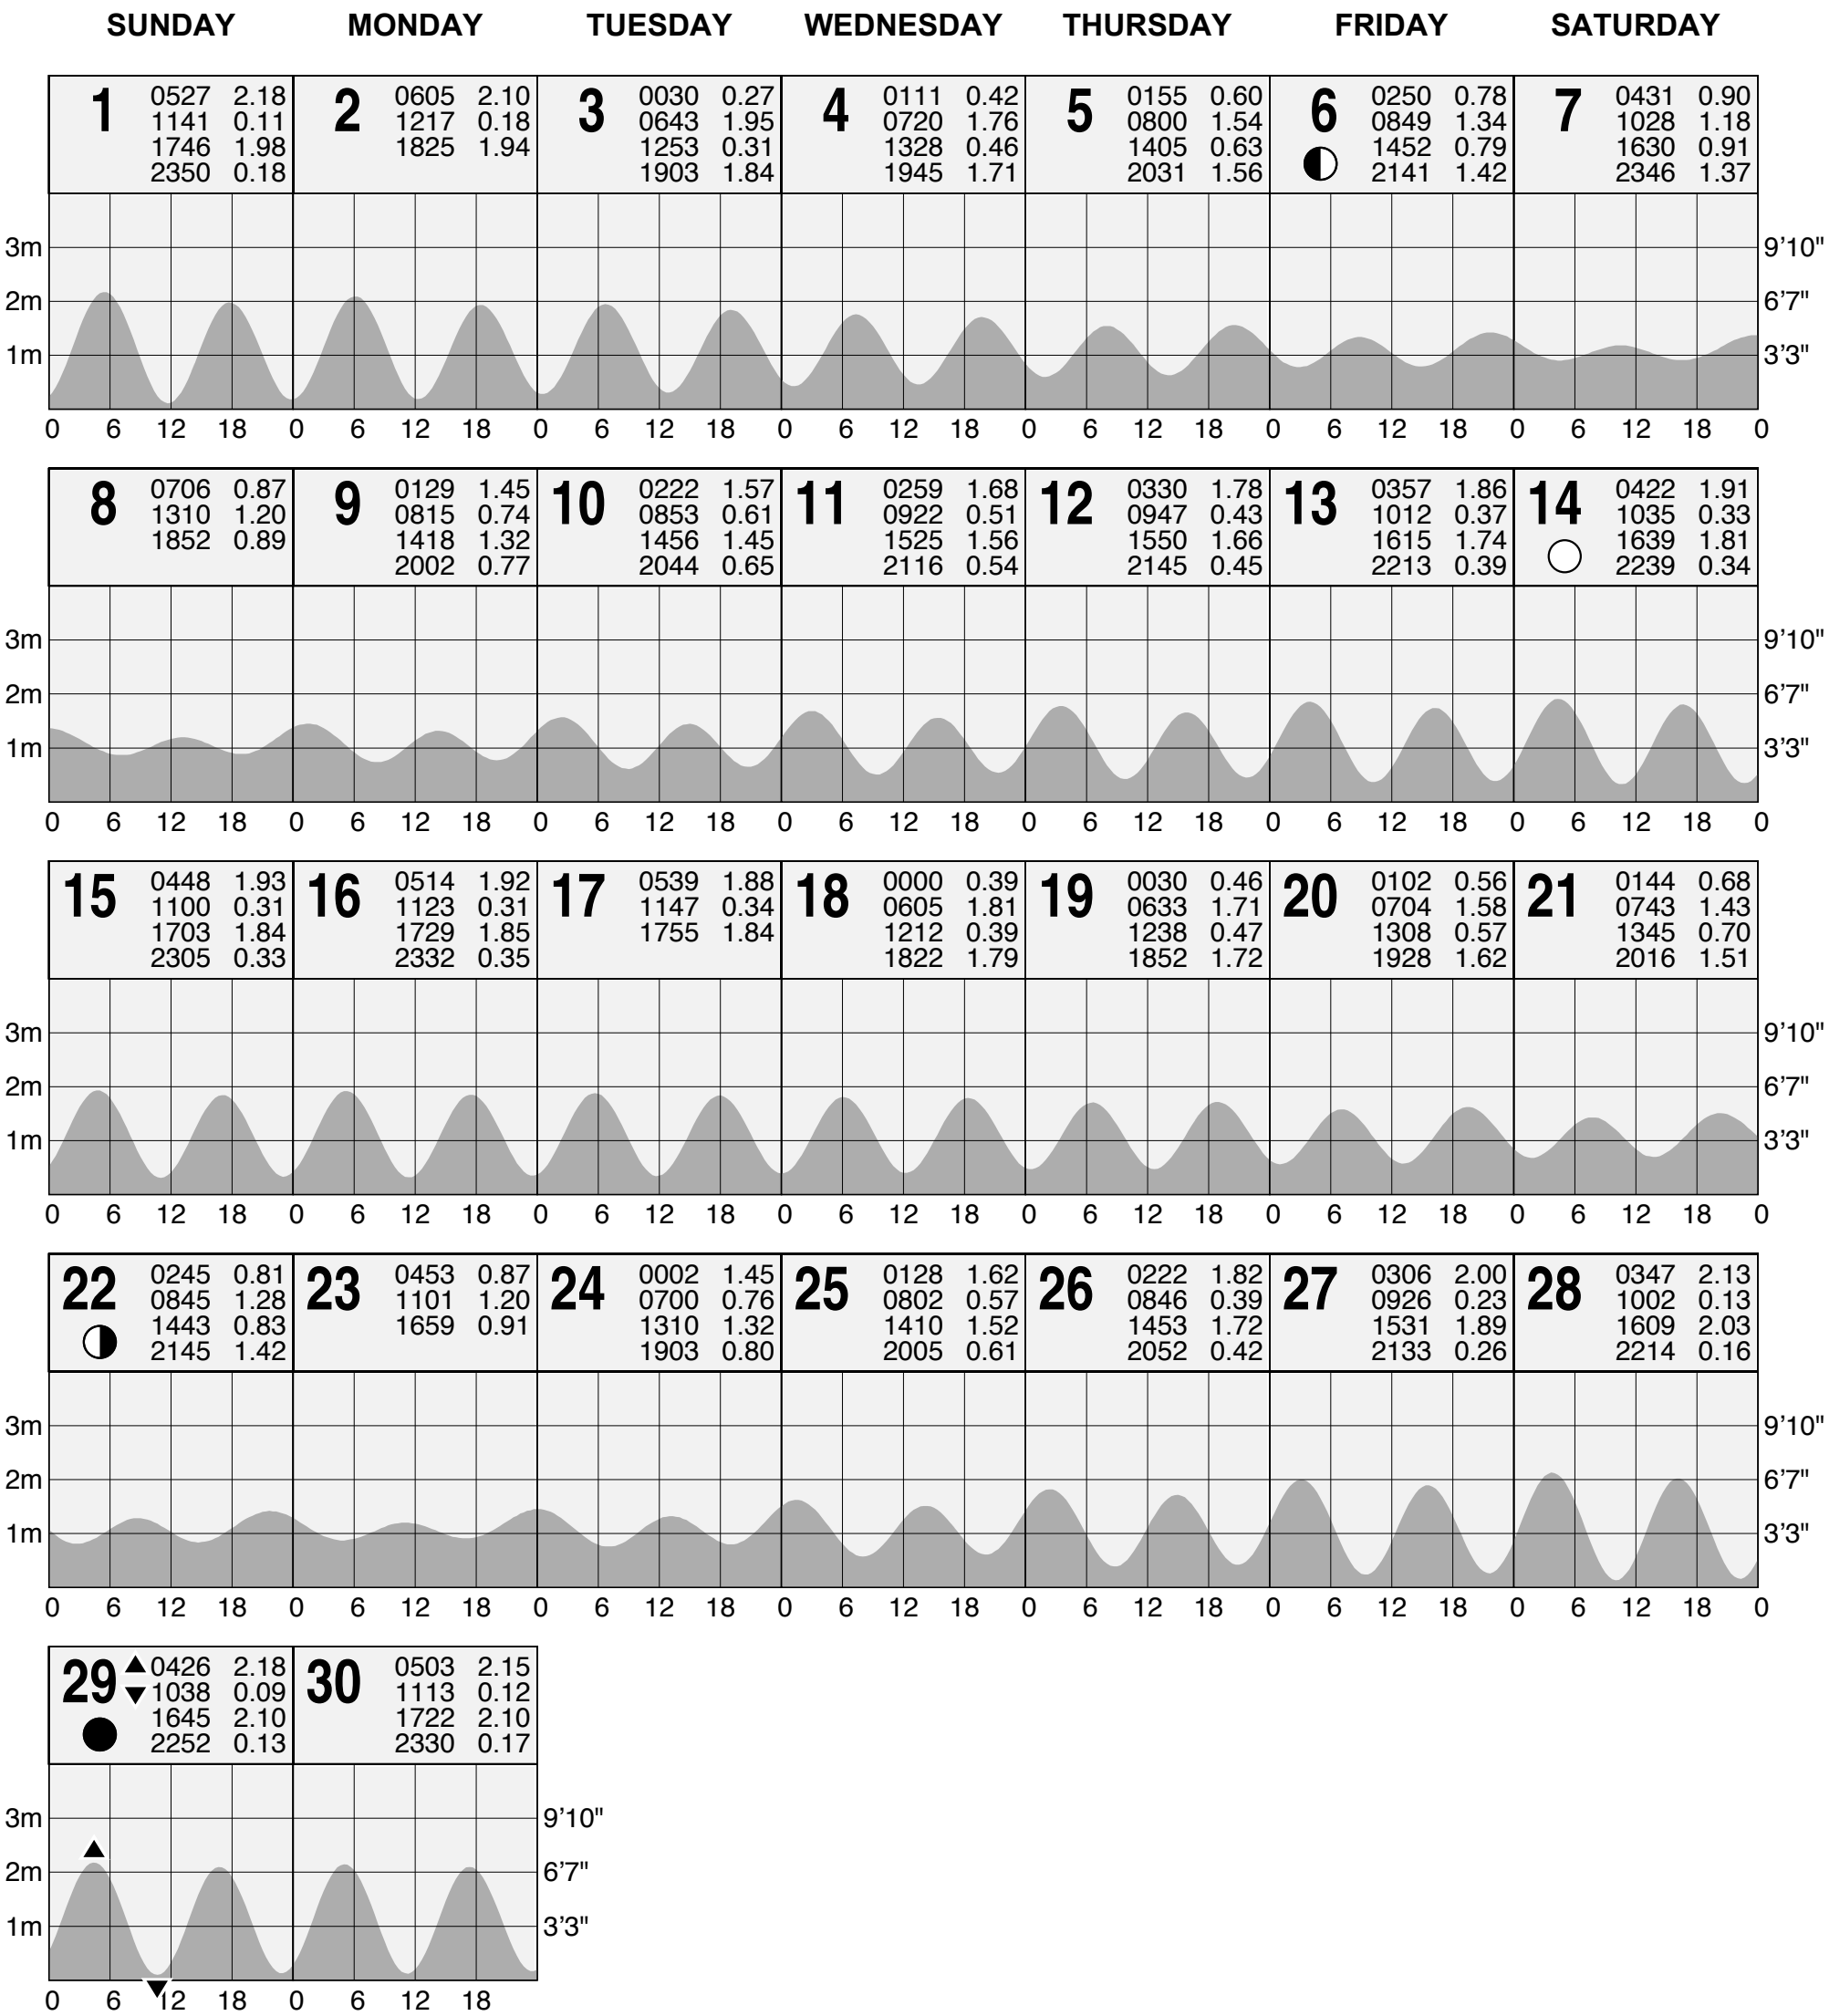 SUNDAY MONDAY TUESDAY WEDNESDAY THURSDAY FRIDAY SATURDAY
1 0527 2.18 2 0605 2.10 3 0030 0.27 4 0111 0.42 5 0155 0.60 6 0250 0.78 7 0431 0.90
1141 0.11 1217 0.18 0643 1.95 0720 1.76 0800 1.54 0849 1.34 1028 1.18
1746 1.98 1825 1.94 1253 0.31 1328 0.46 1405 0.63 1452 0.79 1630 0.91
2350 0.18 1903 1.84 1945 1.71 2031 1.56 2141 1.42 2346 1.37
3m 9'10"
2m 6'7"
1m 3'3"
0 6 12 18 0 6 12 18 0 6 12 18 0 6 12 18 0 6 12 18 0 6 12 18 0 6 12 18 0
8 0706 0.87 9 0129 1.45 10 0222 1.57 11 0259 1.68 12 0330 1.78 13 0357 1.86 14 0422 1.91
1310 1.20 0815 0.74 0853 0.61 0922 0.51 0947 0.43 1012 0.37 1035 0.33
1852 0.89 1418 1.32 1456 1.45 1525 1.56 1550 1.66 1615 1.74 1639 1.81
2002 0.77 2044 0.65 2116 0.54 2145 0.45 2213 0.39 2239 0.34
3m 9'10"
2m 6'7"
1m 3'3"
0 6 12 18 0 6 12 18 0 6 12 18 0 6 12 18 0 6 12 18 0 6 12 18 0 6 12 18 0
15 0448 1.93 16 0514 1.92 17 0539 1.88 18 0000 0.39 19 0030 0.46 20 0102 0.56 21 0144 0.68
1100 0.31 1123 0.31 1147 0.34 0605 1.81 0633 1.71 0704 1.58 0743 1.43
1703 1.84 1729 1.85 1755 1.84 1212 0.39 1238 0.47 1308 0.57 1345 0.70
2305 0.33 2332 0.35 1822 1.79 1852 1.72 1928 1.62 2016 1.51
3m 9'10"
2m 6'7"
1m 3'3"
0 6 12 18 0 6 12 18 0 6 12 18 0 6 12 18 0 6 12 18 0 6 12 18 0 6 12 18 0
22 0245 0.81 23 0453 0.87 24 0002 1.45 25 0128 1.62 26 0222 1.82 27 0306 2.00 28 0347 2.13
0845 1.28 1101 1.20 0700 0.76 0802 0.57 0846 0.39 0926 0.23 1002 0.13
1443 0.83 1659 0.91 1310 1.32 1410 1.52 1453 1.72 1531 1.89 1609 2.03
2145 1.42 1903 0.80 2005 0.61 2052 0.42 2133 0.26 2214 0.16
3m 9'10"
2m 6'7"
1m 3'3"
0 6 12 18 0 6 12 18 0 6 12 18 0 6 12 18 0 6 12 18 0 6 12 18 0 6 12 18 0
29 0426 2.18 30 0503 2.15
1038 0.09 1113 0.12
1645 2.10 1722 2.10
2252 0.13 2330 0.17
3m 9'10"
2m 6'7"
1m 3'3"
0 6 12 18 0 6 12 18